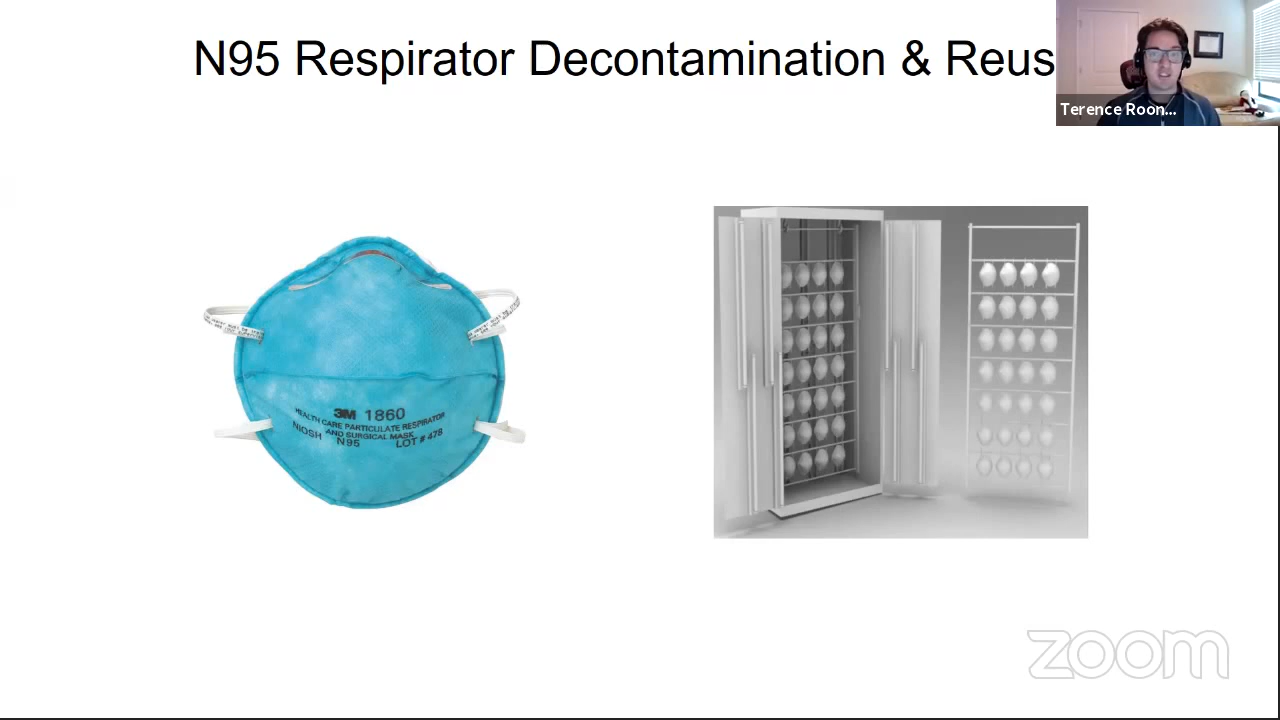 N95 Respirator Decontamination & Reus
Terence Roon...
3M 1860
HEALTH CARE PARTICULATE RESPIRATOR
AND SURGICAL MASK
NIOSH N95 LOT # 478
zoom